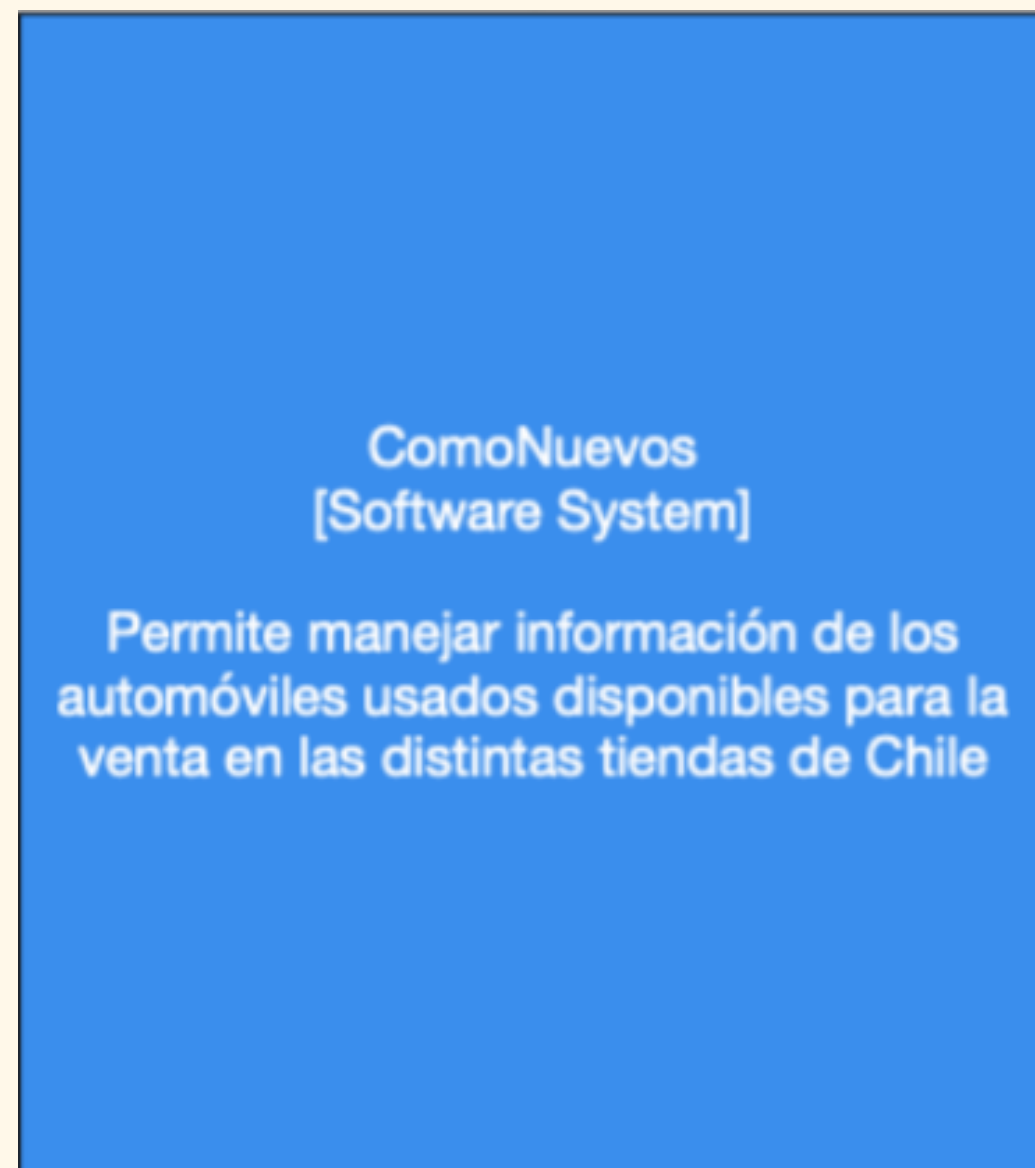 ComoNuevos
[Software System]
Permite manejar información de los
automóviles usados disponibles para la
venta en las distintas tiendas de Chile